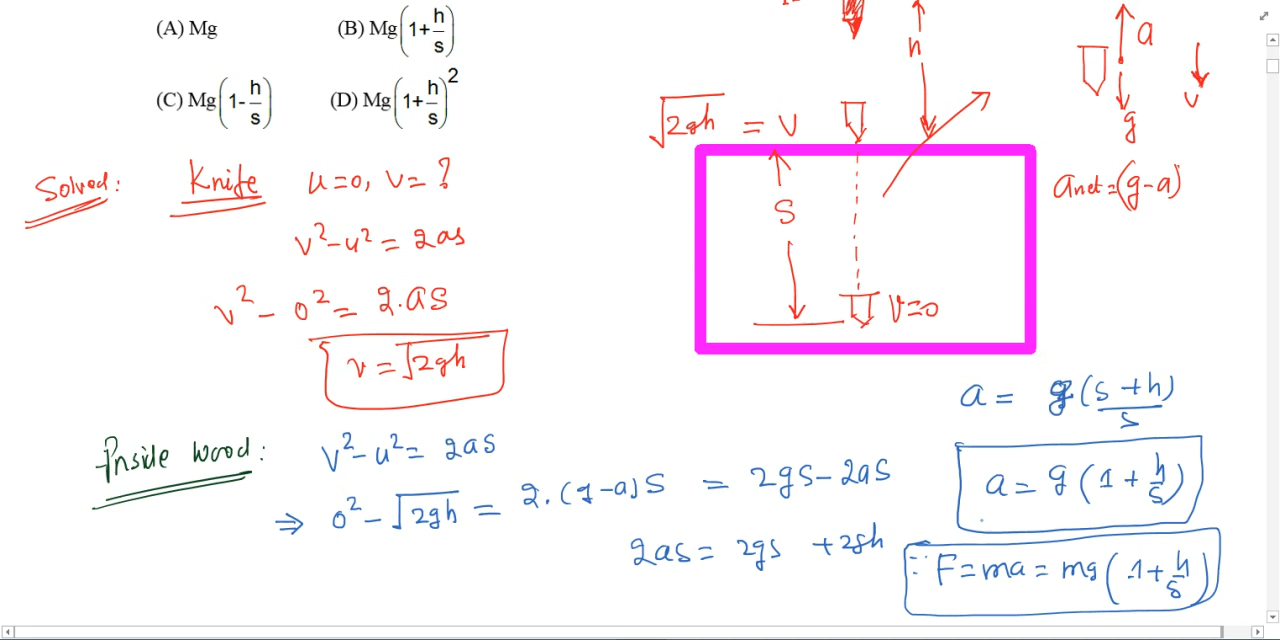 (A) Mg (B) Mg(1+h/s)
(C) Mg(1-h/s) (D) Mg(1+h/s)²
Solved: Knife u=0, v=?
v²-u² = 2as
v² - 0² = 2.as
v = √2gh
Inside wood: v²-u² = 2as
⇒ 0² - √2gh = 2.(g-a)s = 2gs - 2as
2as = 2gs + 2gh
h
√2gh = v
S
v=0
a
g
v
anet = (g-a)
a = g(s+h)/s
a = g(1+h/s)
∵ F = ma = mg(1+h/s)